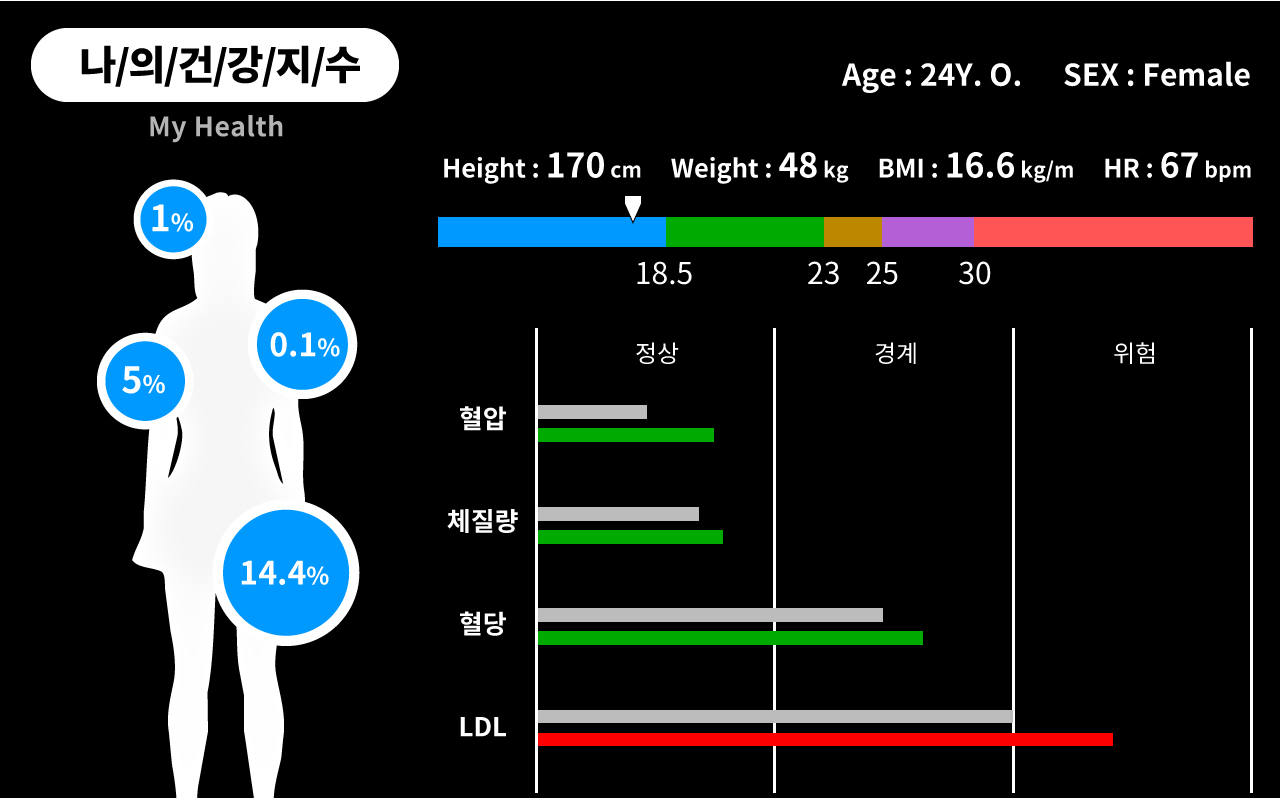 나/의/건/강/지/수
My Health
Age : 24Y. O. SEX : Female
Height : 170 cm Weight : 48 kg BMI : 16.6 kg/m HR : 67 bpm
18.5 23 25 30
1%
0.1%
5%
14.4%
정상 경계 위험
혈압
체질량
혈당
LDL